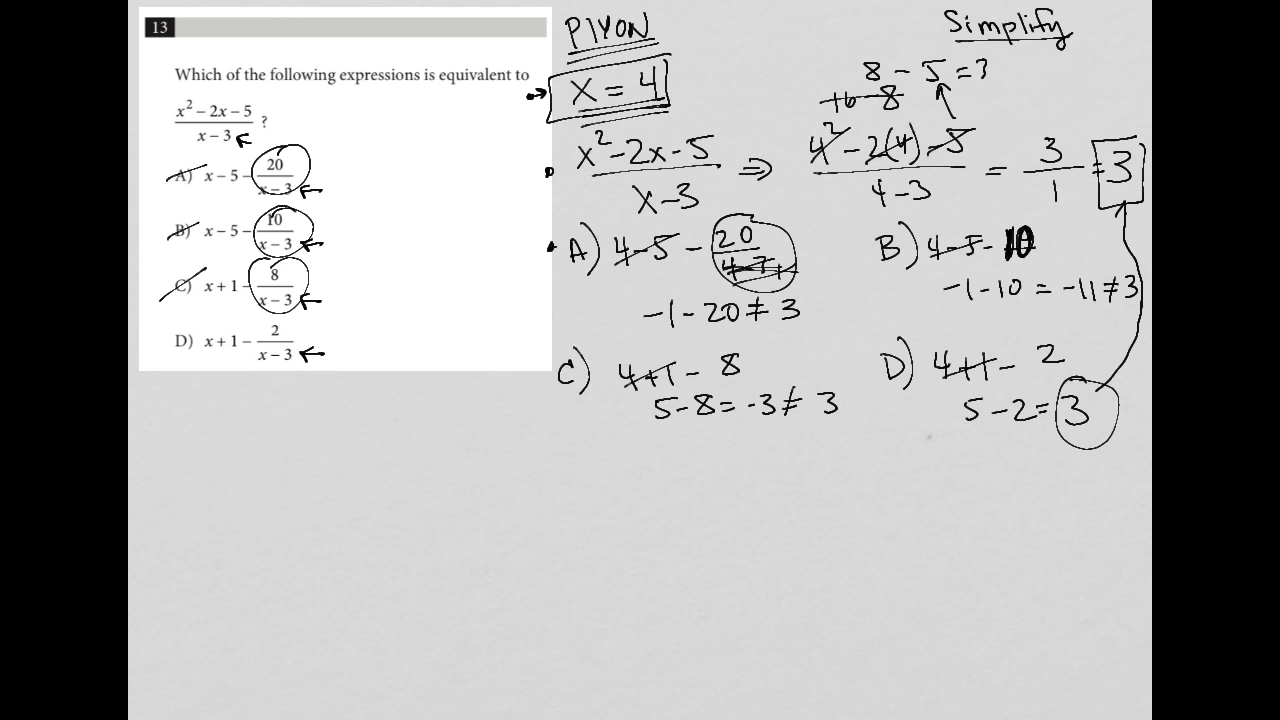 13
Which of the following expressions is equivalent to
x² – 2x – 5
x – 3
?
A) x – 5 – 20
x – 3
B) x – 5 – 10
x – 3
C) x + 1 – 8
x – 3
D) x + 1 – 2
x – 3
PIYON
x = 4
Simplify
8 - 5 = 3
16 - 8
x² - 2x - 5
x - 3
⇒
4² - 2(4) - 5
4 - 3
= 3
1
= 3
A) 4 - 5 - 20
-1 - 20 ≠ 3
B) 4 - 5 - 10
-1 - 10 = -11 ≠ 3
C) 4 + 1 - 8
5 - 8 = -3 ≠ 3
D) 4 + 1 - 2
5 - 2 = 3